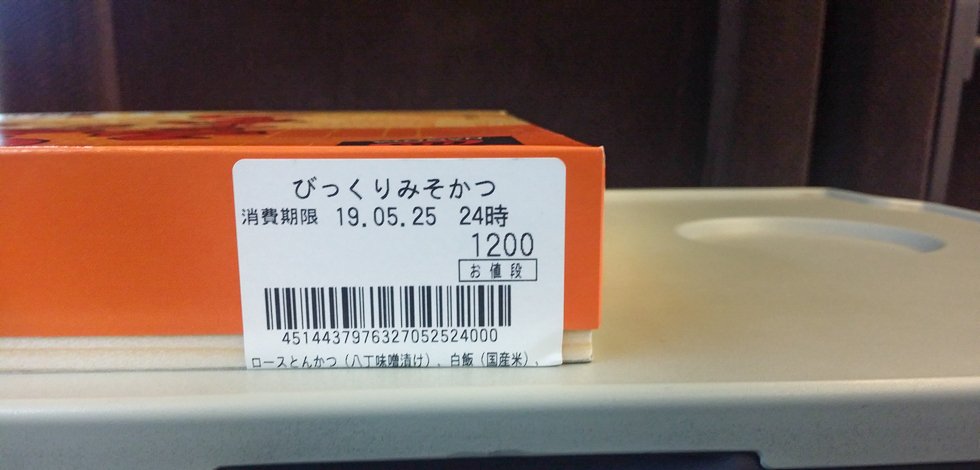 びっくりみそかつ
消費期限 19.05.25 24時
1200
お値段
45144379763270525​24000
ロースとんかつ（八丁味噌漬け）、白飯（国産米）、